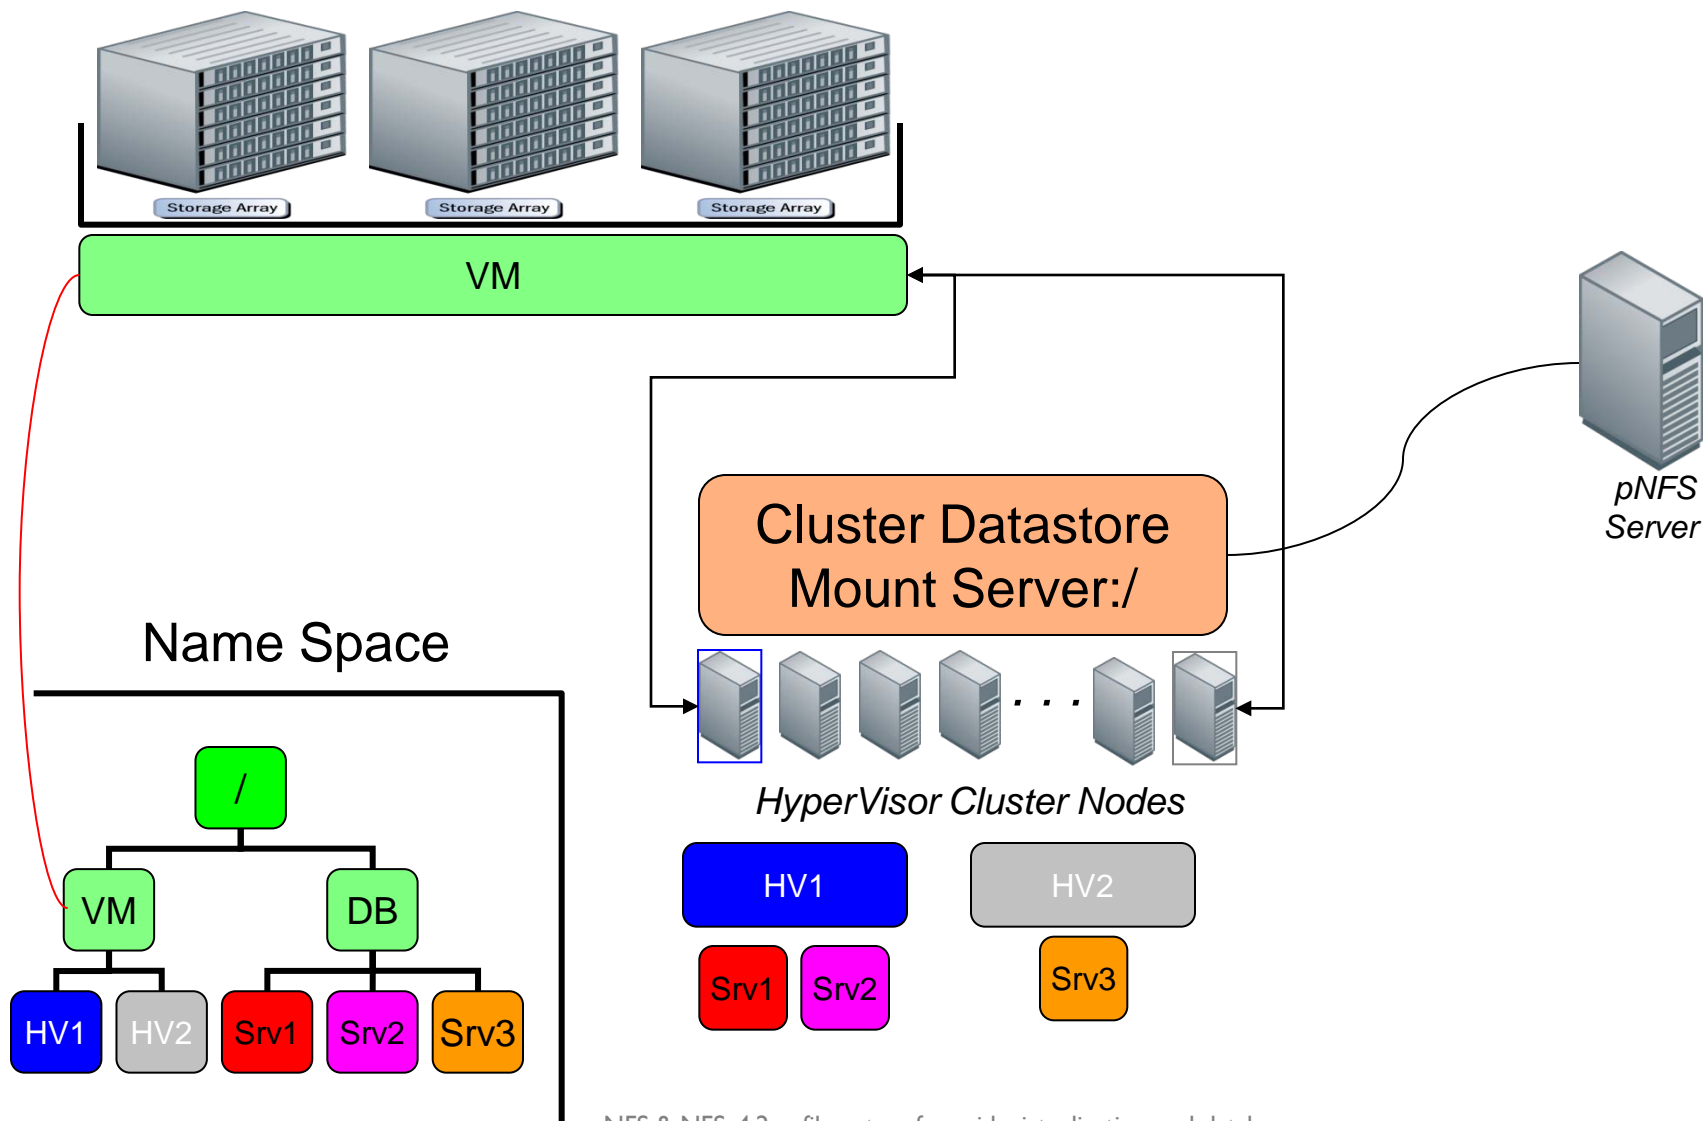 Storage Array
Storage Array
Storage Array
VM
pNFS
Server
Cluster Datastore
Mount Server:/
Name Space
. . .
HyperVisor Cluster Nodes
/
VM
DB
HV1
HV2
Srv1
Srv2
Srv3
HV1
HV2
Srv1
Srv2
Srv3